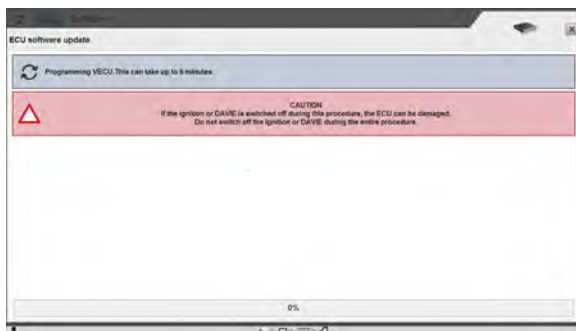 ECU software update
Programming VECU.This can take up to 8 minutes.
CAUTION
If the ignition or DAVIE is switched off during this procedure, the ECU can be damaged.
Do not switch off the ignition or DAVIE during the entire procedure.
0%